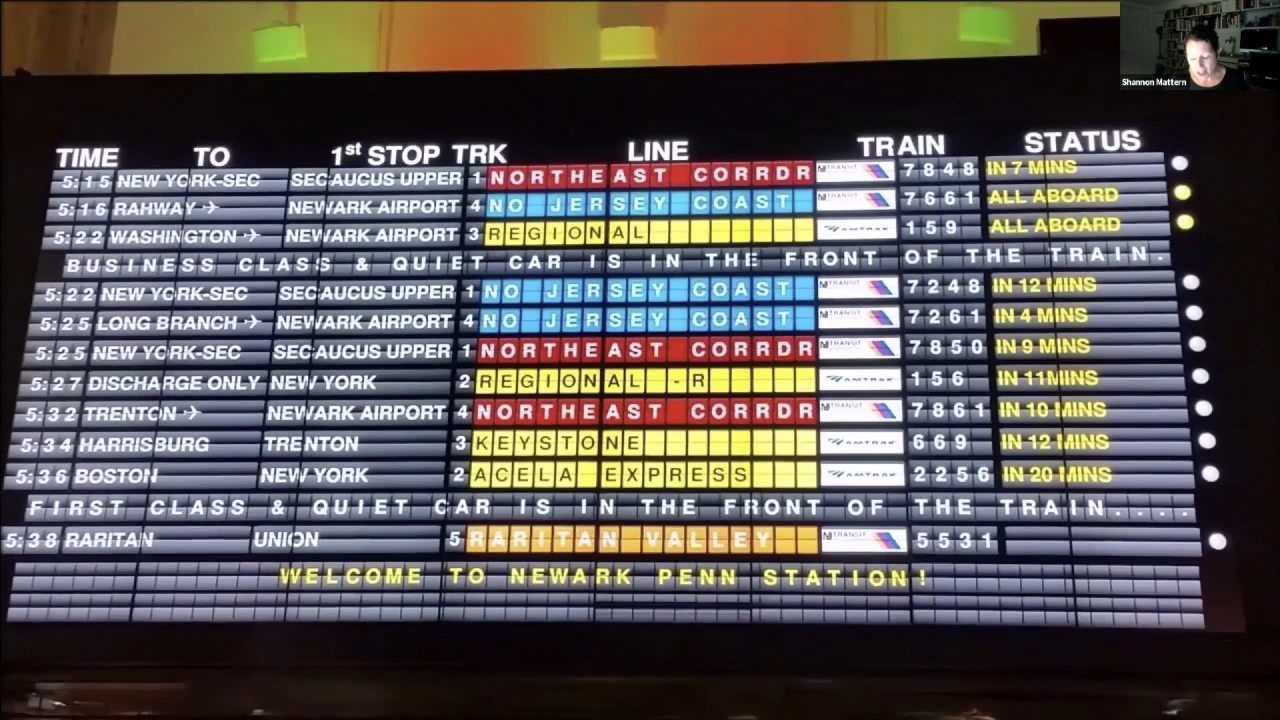 Shannon Mattern
TIME TO 1st STOP TRK LINE TRAIN STATUS
5:15 NEW YORK-SEC SECAUCUS UPPER 1 NORTHEAST CORRDR TRANSIT 7848 IN 7 MINS
5:16 RAHWAY ✈ NEWARK AIRPORT 4 NO JERSEY COAST TRANSIT 7661 ALL ABOARD
5:22 WASHINGTON ✈ NEWARK AIRPORT 3 REGIONAL AMTRAK 159 ALL ABOARD
BUSINESS CLASS & QUIET CAR IS IN THE FRONT OF THE TRAIN.
5:22 NEW YORK-SEC SECAUCUS UPPER 1 NO JERSEY COAST TRANSIT 7248 IN 12 MINS
5:25 LONG BRANCH ✈ NEWARK AIRPORT 4 NO JERSEY COAST TRANSIT 7261 IN 4 MINS
5:25 NEW YORK-SEC SECAUCUS UPPER 1 NORTHEAST CORRDR TRANSIT 7850 IN 9 MINS
5:27 DISCHARGE ONLY NEW YORK 2 REGIONAL -R AMTRAK 156 IN 11 MINS
5:32 TRENTON ✈ NEWARK AIRPORT 4 NORTHEAST CORRDR TRANSIT 7861 IN 10 MINS
5:34 HARRISBURG TRENTON 3 KEYSTONE AMTRAK 669 IN 12 MINS
5:36 BOSTON NEW YORK 2 ACELA EXPRESS AMTRAK 2256 IN 20 MINS
FIRST CLASS & QUIET CAR IS IN THE FRONT OF THE TRAIN....
5:38 RARITAN UNION 5 RARITAN VALLEY TRANSIT 5531
WELCOME TO NEWARK PENN STATION!